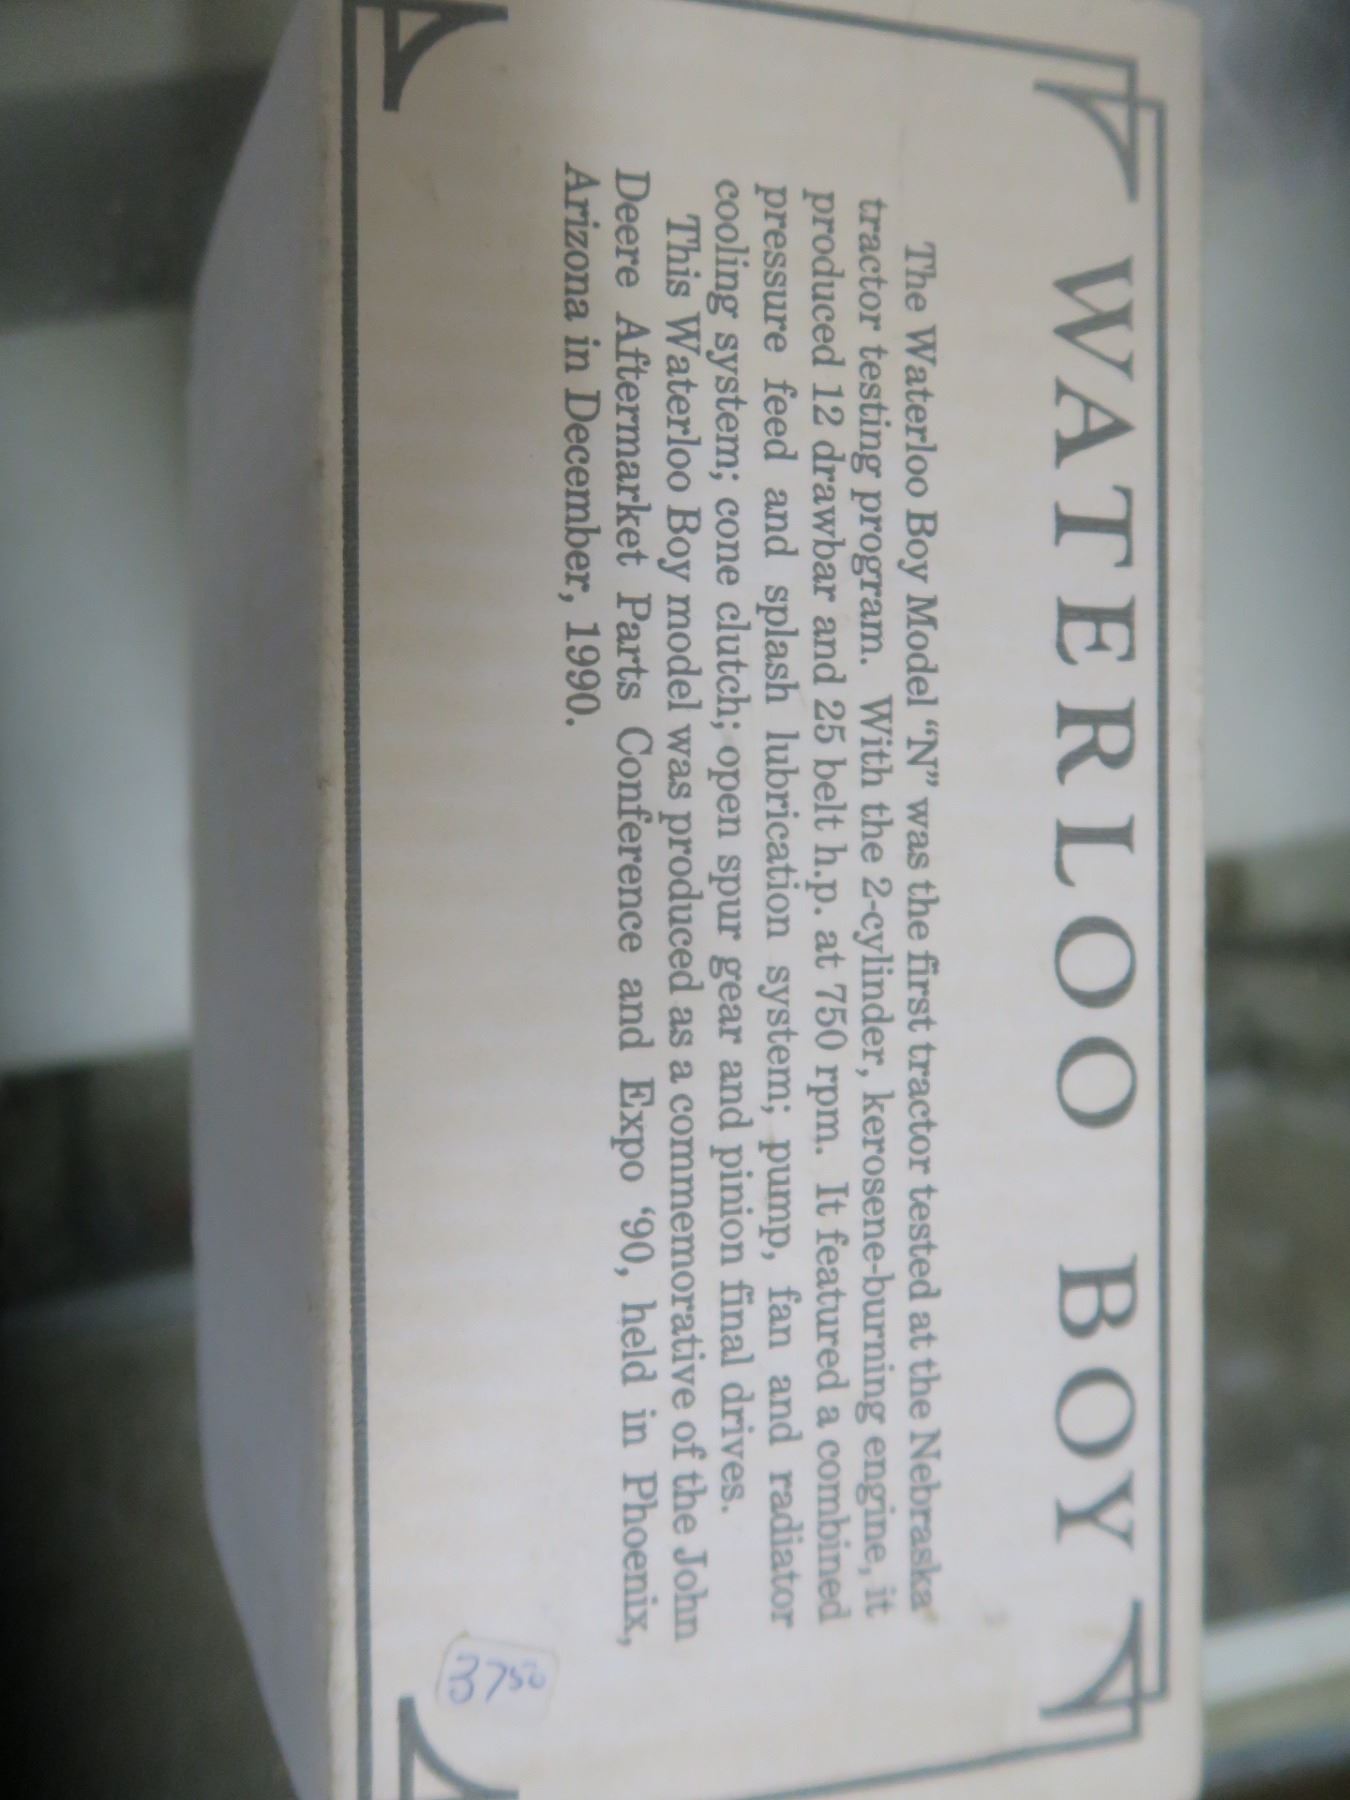 WATERLOO BOY
The Waterloo Boy Model “N” was the first tractor tested at the Nebraska
tractor testing program. With the 2-cylinder, kerosene-burning engine, it
produced 12 drawbar and 25 belt h.p. at 750 rpm. It featured a combined
pressure feed and splash lubrication system; pump, fan and radiator
cooling system; cone clutch; open spur gear and pinion final drives.
This Waterloo Boy model was produced as a commemorative of the John
Deere Aftermarket Parts Conference and Expo ‘90, held in Phoenix,
Arizona in December, 1990.
3750